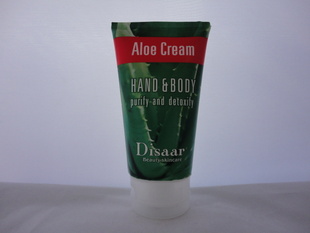 Aloe Cream
HAND & BODY
purify and detoxify
Disaar